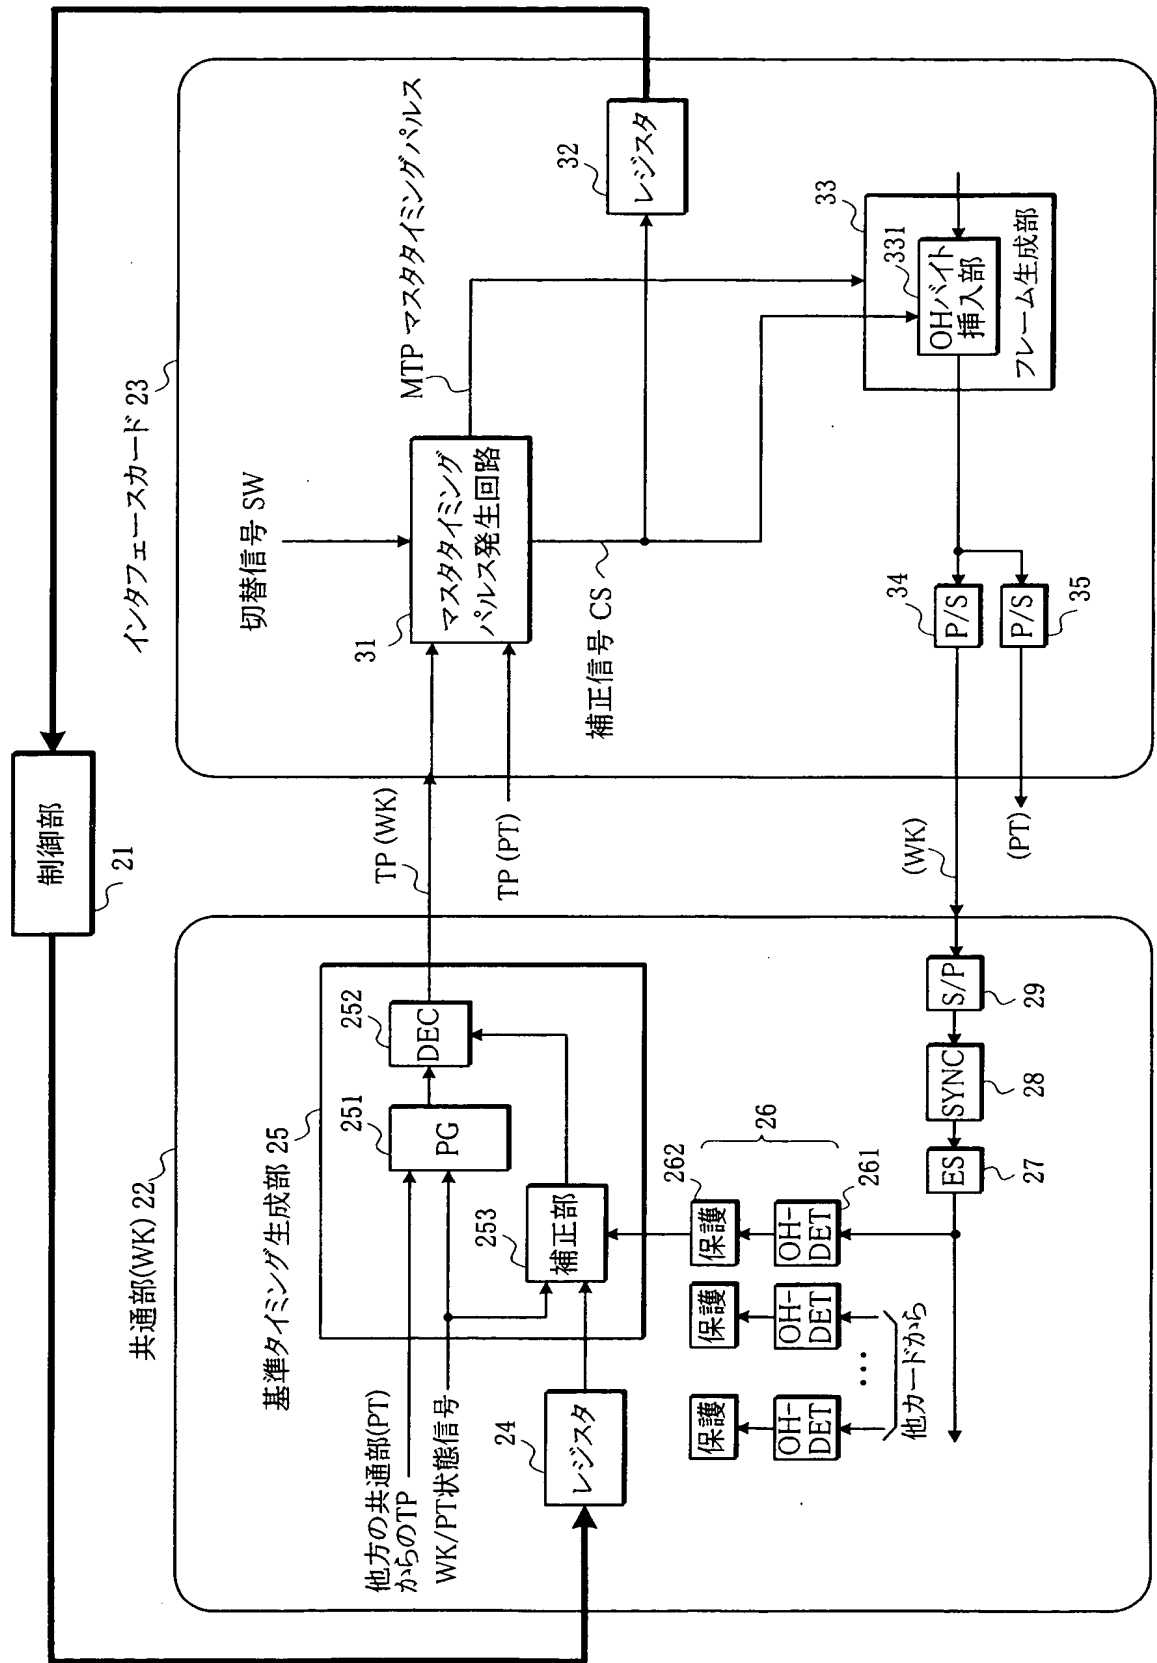 制御部
21
共通部(WK) 22
基準タイミング生成部 25
他方の共通部(PT)
からのTP
WK/PT状態信号
24
レジスタ
251
PG
252
DEC
253
補正部
26
262
保護
保護
保護
261
OH-
DET
OH-
DET
OH-
DET
・・・
他カードから
ES
27
SYNC
28
S/P
29
TP (WK)
TP (PT)
(WK)
(PT)
インタフェースカード 23
切替信号 SW
31
マスタタイミング
パルス発生回路
MTP マスタタイミングパルス
補正信号 CS
32
レジスタ
33
331
OHバイト
挿入部
フレーム生成部
34
P/S
P/S
35